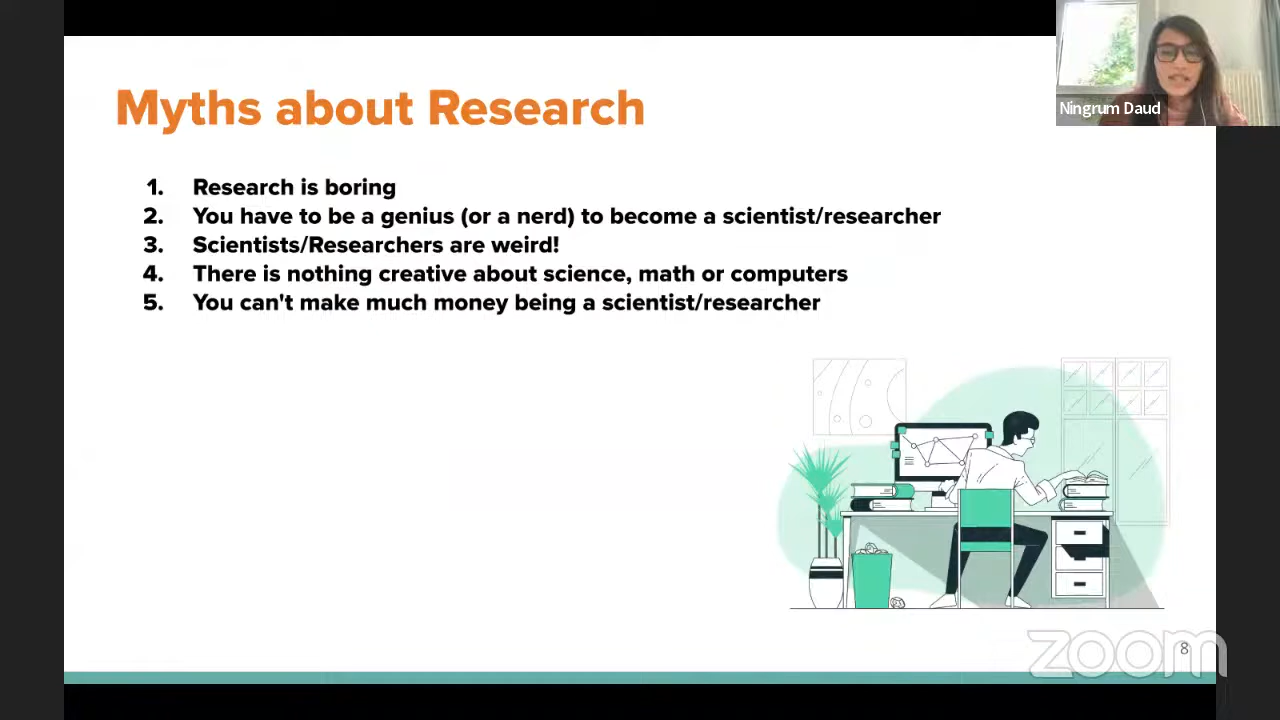 Myths about Research
1. Research is boring
2. You have to be a genius (or a nerd) to become a scientist/researcher
3. Scientists/Researchers are weird!
4. There is nothing creative about science, math or computers
5. You can't make much money being a scientist/researcher
Ningrum Daud
zoom
8